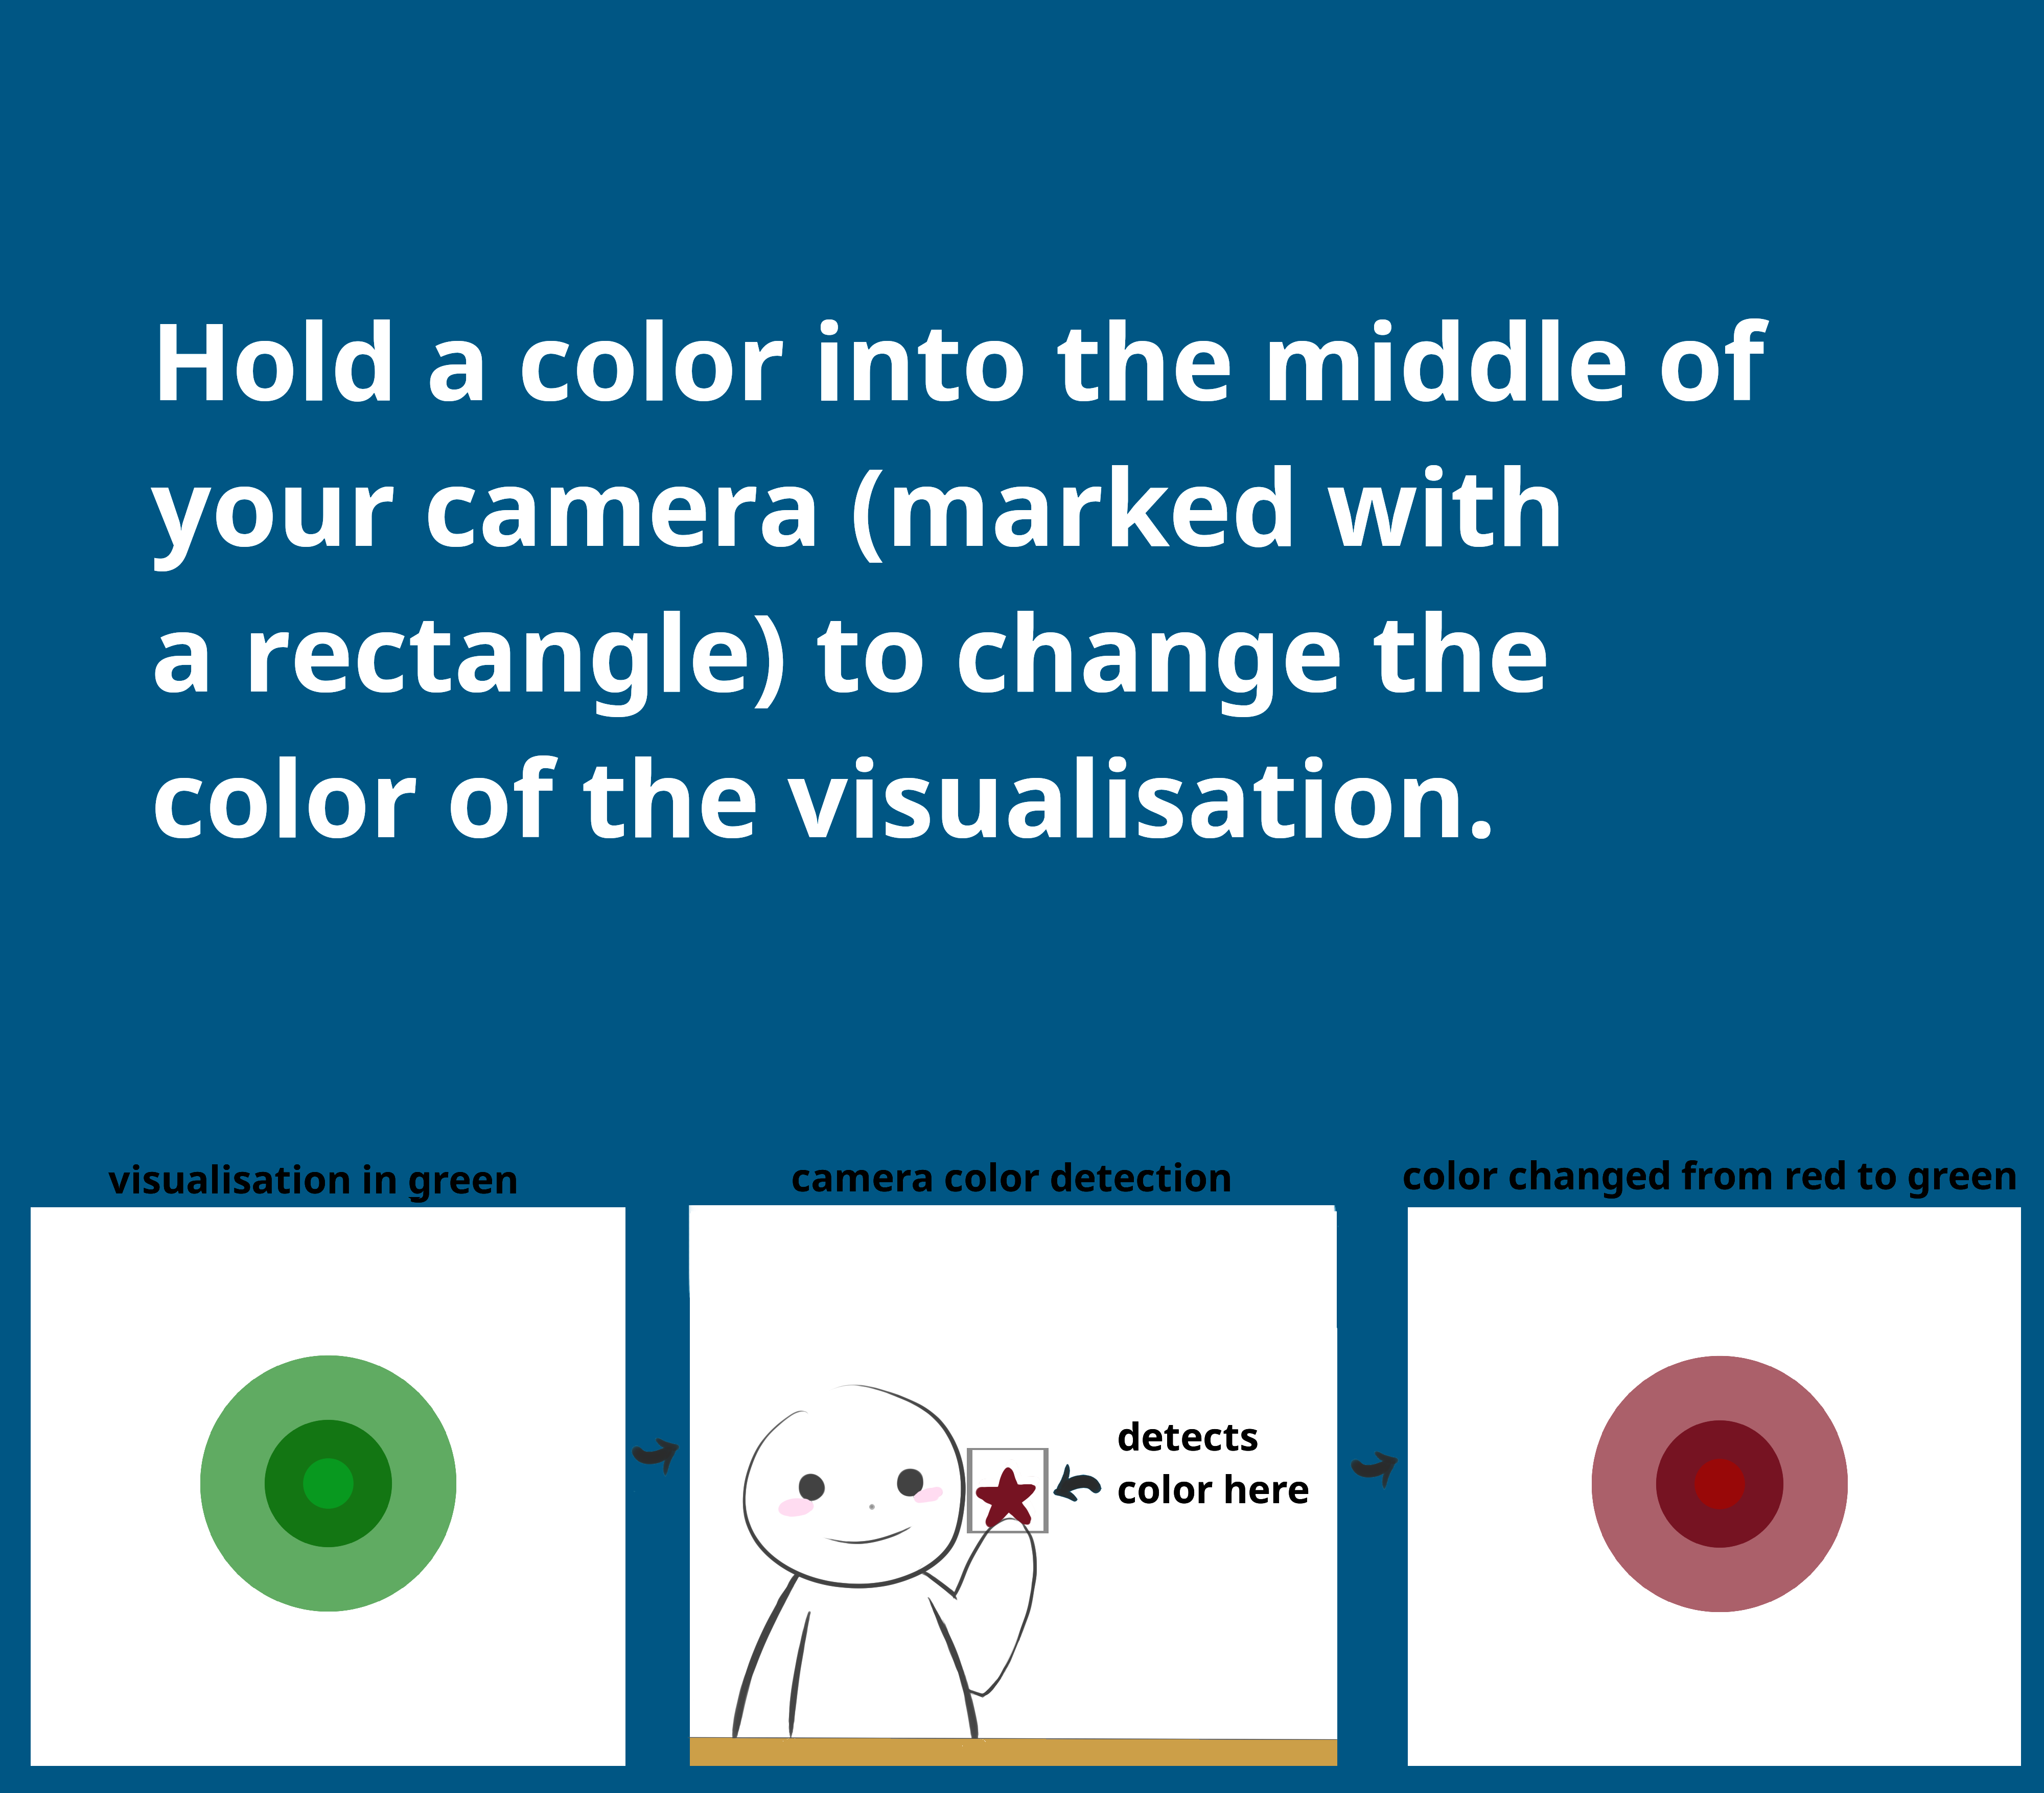 Hold a color into the middle of
your camera (marked with
a rectangle) to change the
color of the visualisation.
visualisation in green
camera color detection
color changed from red to green
detects
color here